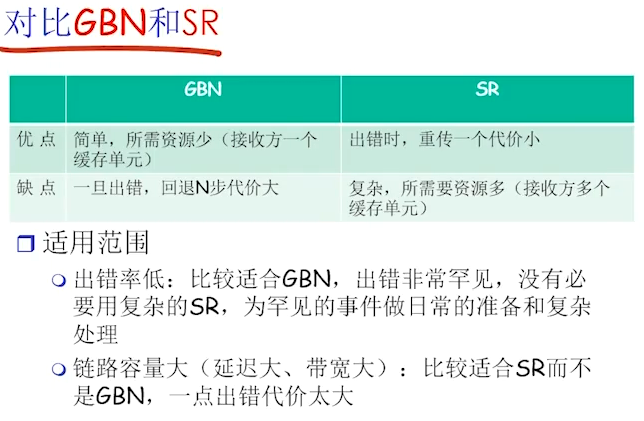 对比GBN和SR
GBN
SR
优 点
简单，所需资源少（接收方一个
缓存单元）
出错时，重传一个代价小
缺 点
一旦出错，回退N步代价大
复杂，所需要资源多（接收方多个
缓存单元）
适用范围
出错率低：比较适合GBN，出错非常罕见，没有必
要用复杂的SR，为罕见的事件做日常的准备和复杂
处理
链路容量大（延迟大、带宽大）：比较适合SR而不
是GBN，一点出错代价太大